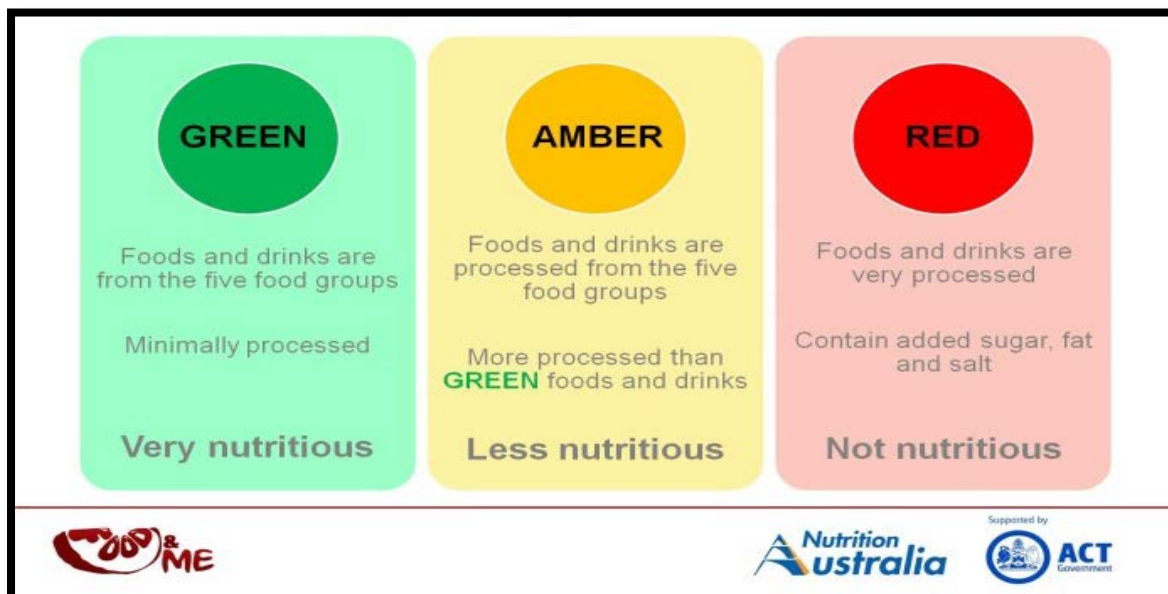 GREEN
Foods and drinks are
from the five food groups
Minimally processed
Very nutritious
AMBER
Foods and drinks are
processed from the five
food groups
More processed than
GREEN foods and drinks
Less nutritious
RED
Foods and drinks are
very processed
Contain added sugar, fat
and salt
Not nutritious
FOOD & ME
Nutrition
Australia
Supported by
ACT
Government